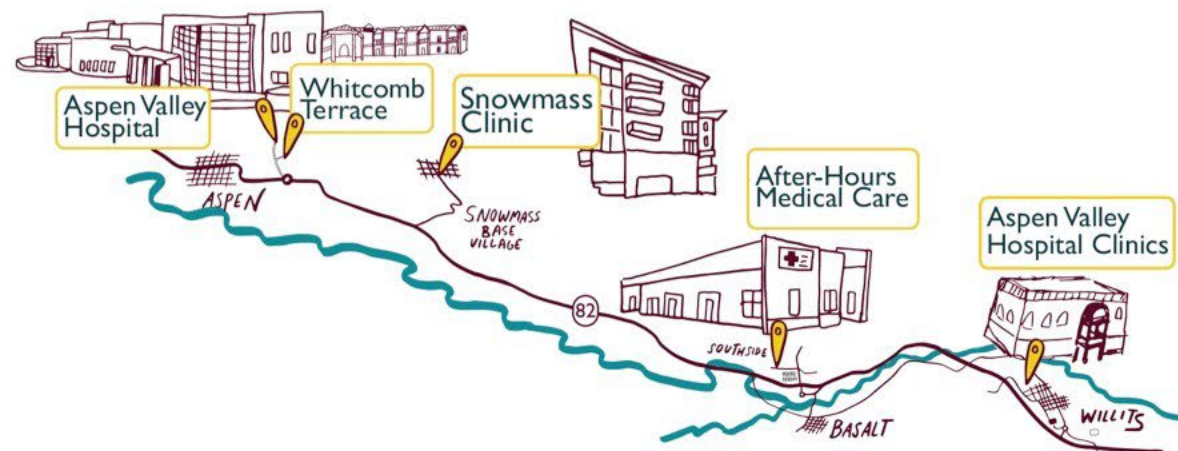 Aspen Valley
Hospital
Whitcomb
Terrace
Snowmass
Clinic
After-Hours
Medical Care
Aspen Valley
Hospital Clinics
ASPEN
SNOWMASS
BASE
VILLAGE
82
SOUTHSIDE
BASALT
WILLITS